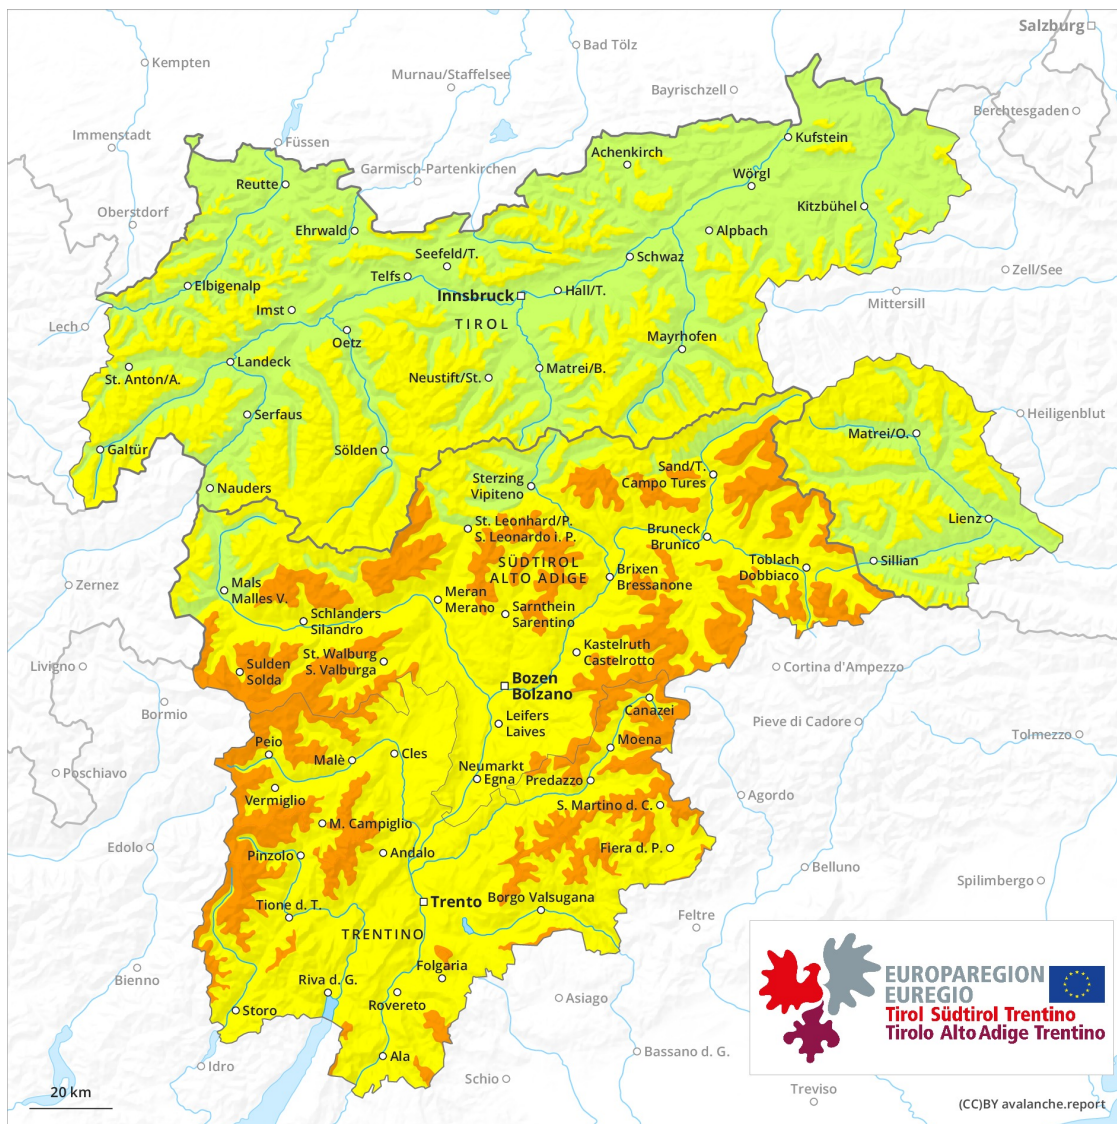 Salzburg
Bad Tölz
Kempten
Murnau/Staffelsee
Bayrischzell
Berchtesgaden
Immenstadt
Füssen
Kufstein
Achenkirch
Garmisch-Partenkirchen
Wörgl
Reutte
Kitzbühel
Oberstdorf
Ehrwald
Alpbach
Seefeld/T.
Schwaz
Zell/See
Telfs
Elbigenalp
Innsbruck
Hall/T.
Mittersill
Imst
Lech
TIROL
Oetz
Mayrhofen
Landeck
Matrei/B.
St. Anton/A.
Neustift/St.
Serfaus
Heiligenblut
Matrei/O.
Galtür
Sölden
Sand/T.
Campo Tures
Sterzing
Vipiteno
Nauders
Lienz
St. Leonhard/P.
S. Leonardo i. P.
Bruneck
Brunico
Toblach
Dobbiaco
Sillian
SÜDTIROL
ALTO ADIGE
Brixen
Bressanone
Zernez
Mals
Malles V.
Meran
Merano
Sarnthein
Sarentino
Schlanders
Silandro
Kastelruth
Castelrotto
St. Walburg
S. Valburga
Livigno
Sulden
Solda
Cortina d'Ampezzo
Bozen
Bolzano
Bormio
Canazei
Leifers
Laives
Pieve di Cadore
Tolmezzo
Peio
Moena
Malè
Cles
Poschiavo
Neumarkt
Egna
Predazzo
Vermiglio
Agordo
S. Martino d. C.
M. Campiglio
Edolo
Pinzolo
Andalo
Fiera d. P.
Belluno
Spilimbergo
Tione d. T.
Trento
Borgo Valsugana
Feltre
TRENTINO
Folgaria
Bienno
Riva d. G.
Rovereto
Asiago
Storo
Ala
Bassano d. G.
Idro
Schio
Treviso
EUROPAREGION
EUREGIO
Tirol Südtirol Trentino
Tirolo Alto Adige Trentino
20 km
(CC)BY avalanche.report